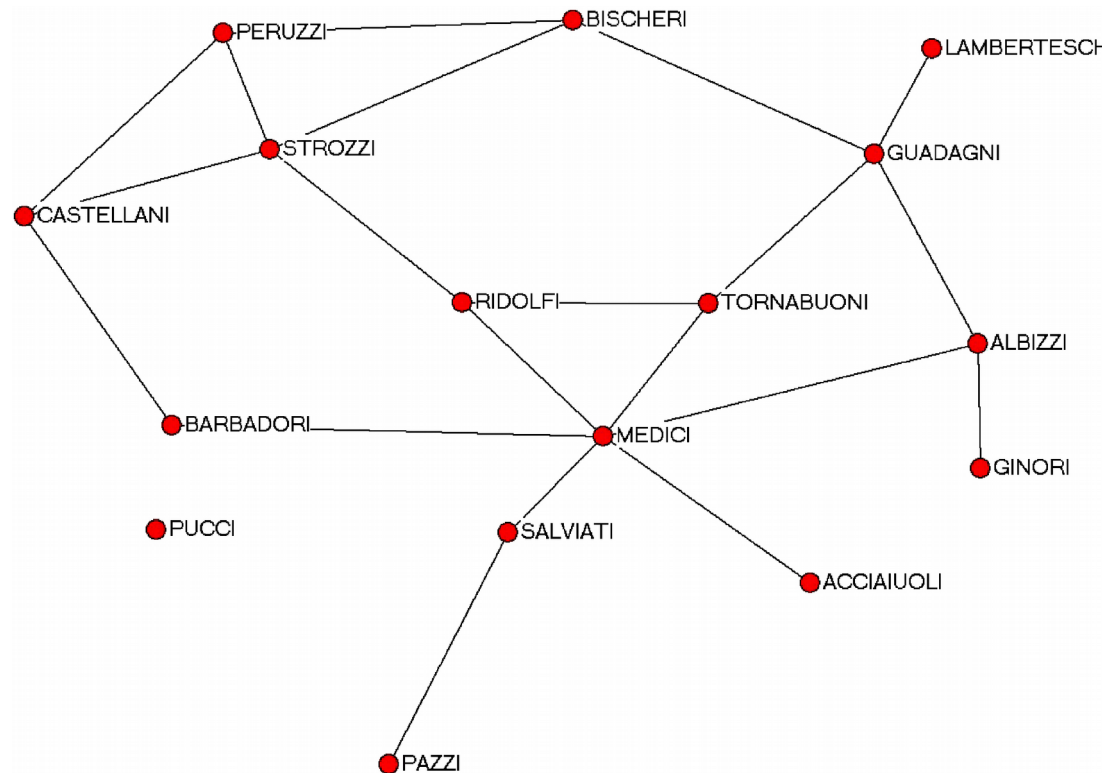 BISCHERI
PERUZZI
LAMBERTESCH
STROZZI
GUADAGNI
CASTELLANI
RIDOLFI
TORNABUONI
ALBIZZI
BARBADORI
MEDICI
GINORI
PUCCI
SALVIATI
ACCIAIUOLI
PAZZI